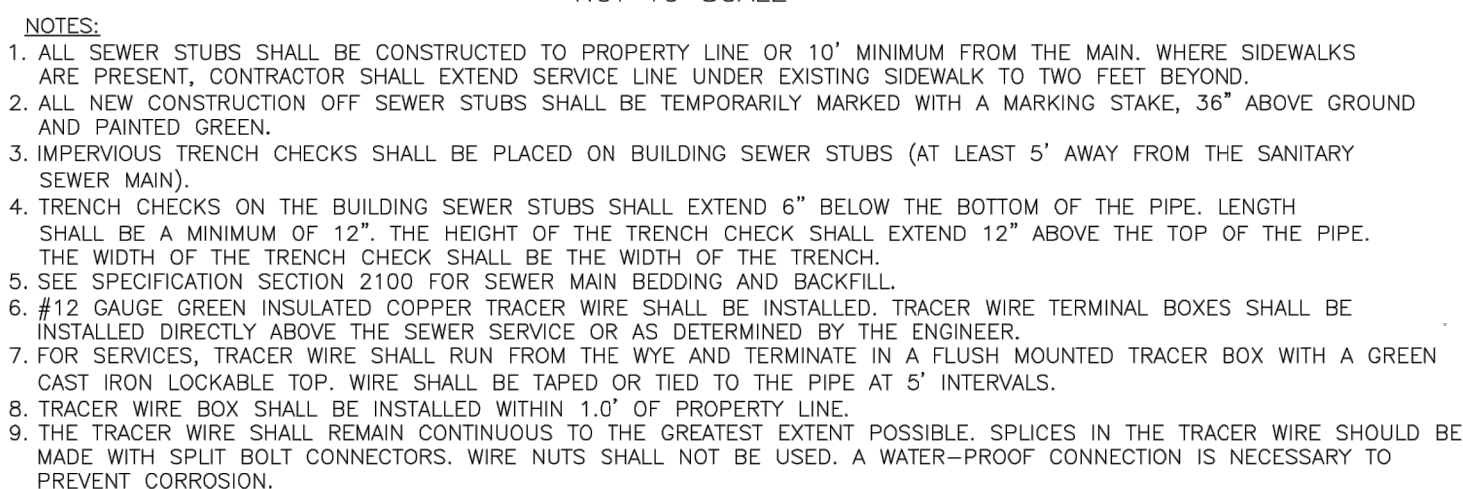 NOTES:
1. ALL SEWER STUBS SHALL BE CONSTRUCTED TO PROPERTY LINE OR 10' MINIMUM FROM THE MAIN. WHERE SIDEWALKS
ARE PRESENT, CONTRACTOR SHALL EXTEND SERVICE LINE UNDER EXISTING SIDEWALK TO TWO FEET BEYOND.
2. ALL NEW CONSTRUCTION OFF SEWER STUBS SHALL BE TEMPORARILY MARKED WITH A MARKING STAKE, 36" ABOVE GROUND
AND PAINTED GREEN.
3. IMPERVIOUS TRENCH CHECKS SHALL BE PLACED ON BUILDING SEWER STUBS (AT LEAST 5' AWAY FROM THE SANITARY
SEWER MAIN).
4. TRENCH CHECKS ON THE BUILDING SEWER STUBS SHALL EXTEND 6" BELOW THE BOTTOM OF THE PIPE. LENGTH
SHALL BE A MINIMUM OF 12". THE HEIGHT OF THE TRENCH CHECK SHALL EXTEND 12" ABOVE THE TOP OF THE PIPE.
THE WIDTH OF THE TRENCH CHECK SHALL BE THE WIDTH OF THE TRENCH.
5. SEE SPECIFICATION SECTION 2100 FOR SEWER MAIN BEDDING AND BACKFILL.
6. #12 GAUGE GREEN INSULATED COPPER TRACER WIRE SHALL BE INSTALLED. TRACER WIRE TERMINAL BOXES SHALL BE
INSTALLED DIRECTLY ABOVE THE SEWER SERVICE OR AS DETERMINED BY THE ENGINEER.
7. FOR SERVICES, TRACER WIRE SHALL RUN FROM THE WYE AND TERMINATE IN A FLUSH MOUNTED TRACER BOX WITH A GREEN
CAST IRON LOCKABLE TOP. WIRE SHALL BE TAPED OR TIED TO THE PIPE AT 5' INTERVALS.
8. TRACER WIRE BOX SHALL BE INSTALLED WITHIN 1.0' OF PROPERTY LINE.
9. THE TRACER WIRE SHALL REMAIN CONTINUOUS TO THE GREATEST EXTENT POSSIBLE. SPLICES IN THE TRACER WIRE SHOULD BE
MADE WITH SPLIT BOLT CONNECTORS. WIRE NUTS SHALL NOT BE USED. A WATER-PROOF CONNECTION IS NECESSARY TO
PREVENT CORROSION.